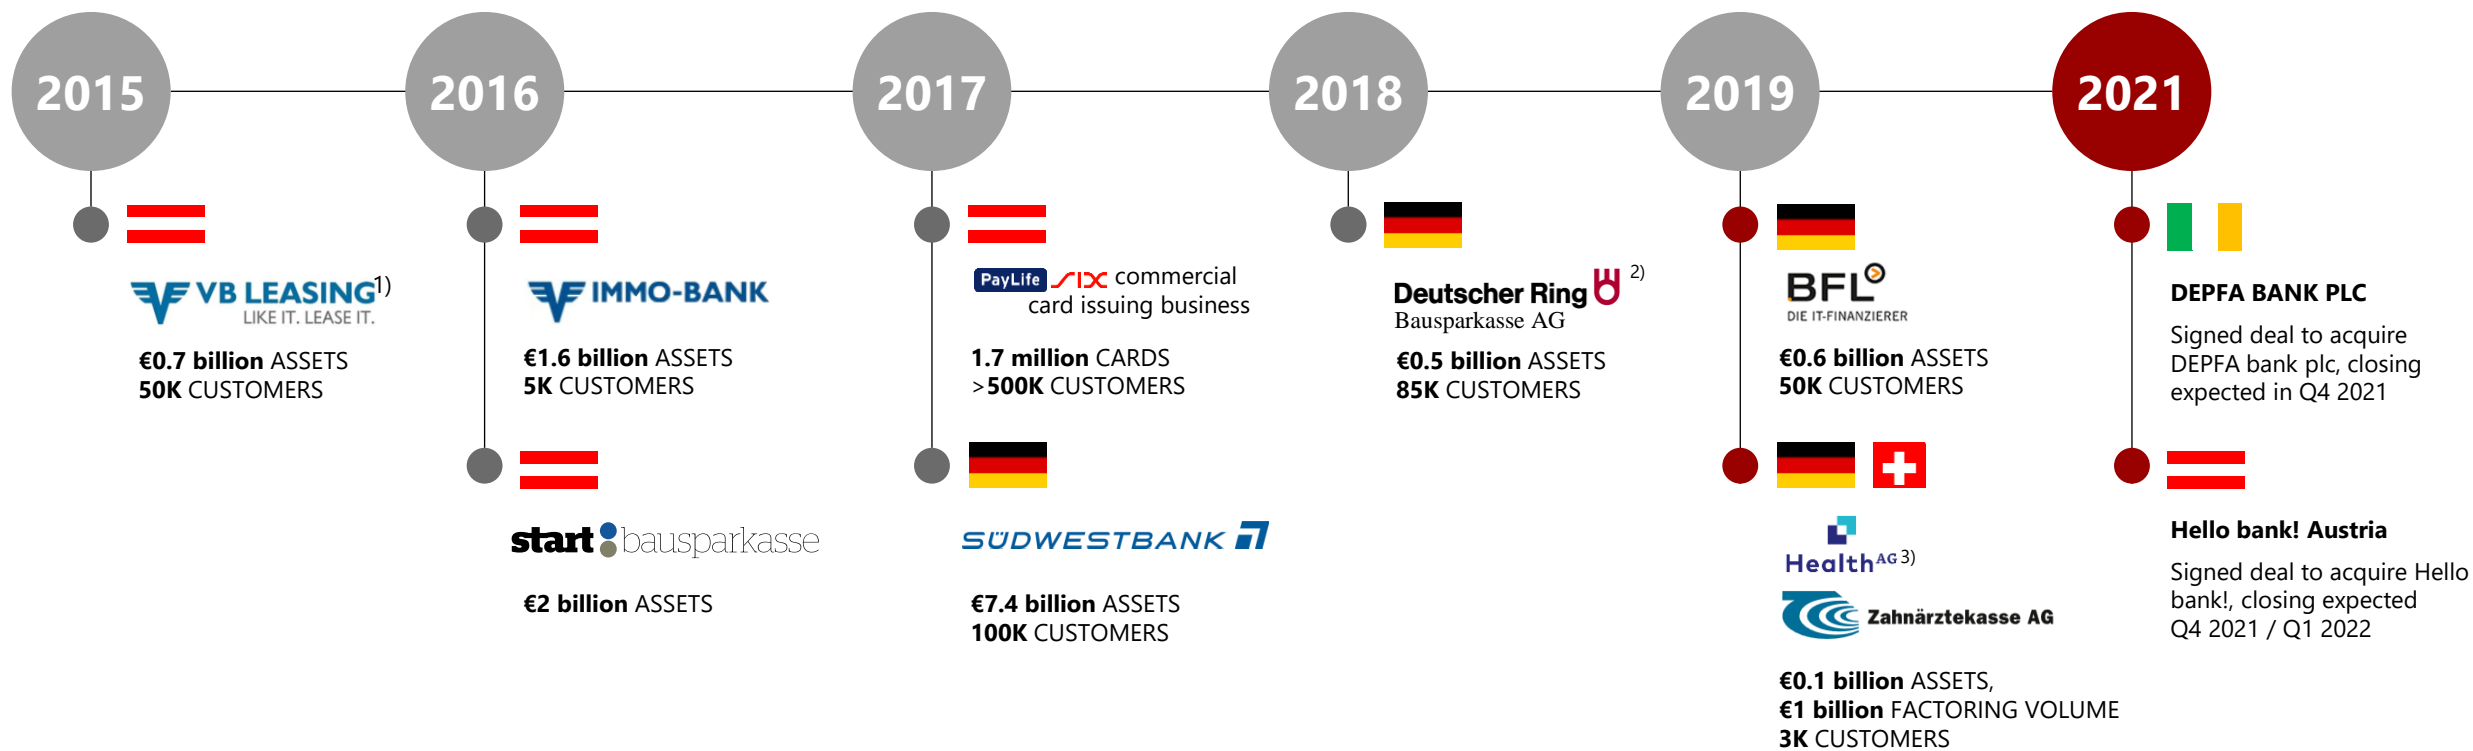 2015
2016
2017
2018
2019
2021
VB LEASING 1)
LIKE IT. LEASE IT.
€0.7 billion ASSETS
50K CUSTOMERS
IMMO-BANK
€1.6 billion ASSETS
5K CUSTOMERS
start:bausparkasse
€2 billion ASSETS
PayLife SIX commercial
card issuing business
1.7 million CARDS
>500K CUSTOMERS
SÜDWESTBANK
€7.4 billion ASSETS
100K CUSTOMERS
Deutscher Ring 2)
Bausparkasse AG
€0.5 billion ASSETS
85K CUSTOMERS
BFL
DIE IT-FINANZIERER
€0.6 billion ASSETS
50K CUSTOMERS
Health AG 3)
Zahnärztekasse AG
€0.1 billion ASSETS,
€1 billion FACTORING VOLUME
3K CUSTOMERS
DEPFA BANK PLC
Signed deal to acquire
DEPFA bank plc, closing
expected in Q4 2021
Hello bank! Austria
Signed deal to acquire Hello
bank!, closing expected
Q4 2021 / Q1 2022